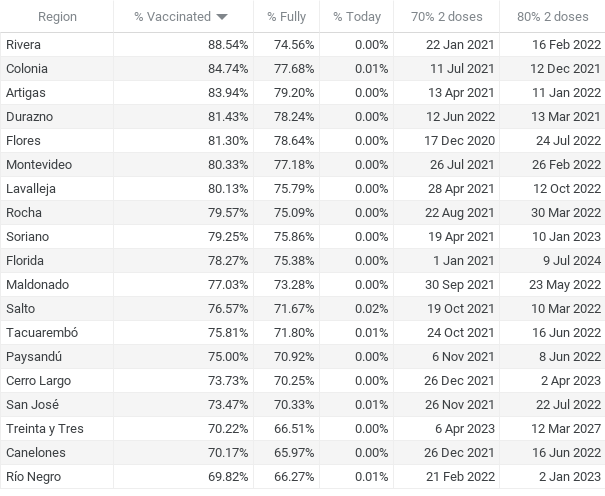 Region % Vaccinated % Fully % Today 70% 2 doses 80% 2 doses
Rivera 88.54% 74.56% 0.00% 22 Jan 2021 16 Feb 2022
Colonia 84.74% 77.68% 0.01% 11 Jul 2021 12 Dec 2021
Artigas 83.94% 79.20% 0.00% 13 Apr 2021 11 Jan 2022
Durazno 81.43% 78.24% 0.00% 12 Jun 2022 13 Mar 2021
Flores 81.30% 78.64% 0.00% 17 Dec 2020 24 Jul 2022
Montevideo 80.33% 77.18% 0.00% 26 Jul 2021 26 Feb 2022
Lavalleja 80.13% 75.79% 0.00% 28 Apr 2021 12 Oct 2022
Rocha 79.57% 75.09% 0.00% 22 Aug 2021 30 Mar 2022
Soriano 79.25% 75.86% 0.00% 19 Apr 2021 10 Jan 2023
Florida 78.27% 75.38% 0.00% 1 Jan 2021 9 Jul 2024
Maldonado 77.03% 73.28% 0.00% 30 Sep 2021 23 May 2022
Salto 76.57% 71.67% 0.02% 19 Oct 2021 10 Mar 2022
Tacuarembó 75.81% 71.80% 0.01% 24 Oct 2021 16 Jun 2022
Paysandú 75.00% 70.92% 0.00% 6 Nov 2021 8 Jun 2022
Cerro Largo 73.73% 70.25% 0.00% 26 Dec 2021 2 Apr 2023
San José 73.47% 70.33% 0.01% 26 Nov 2021 22 Jul 2022
Treinta y Tres 70.22% 66.51% 0.00% 6 Apr 2023 12 Mar 2027
Canelones 70.17% 65.97% 0.00% 26 Dec 2021 16 Jun 2022
Río Negro 69.82% 66.27% 0.01% 21 Feb 2022 2 Jan 2023